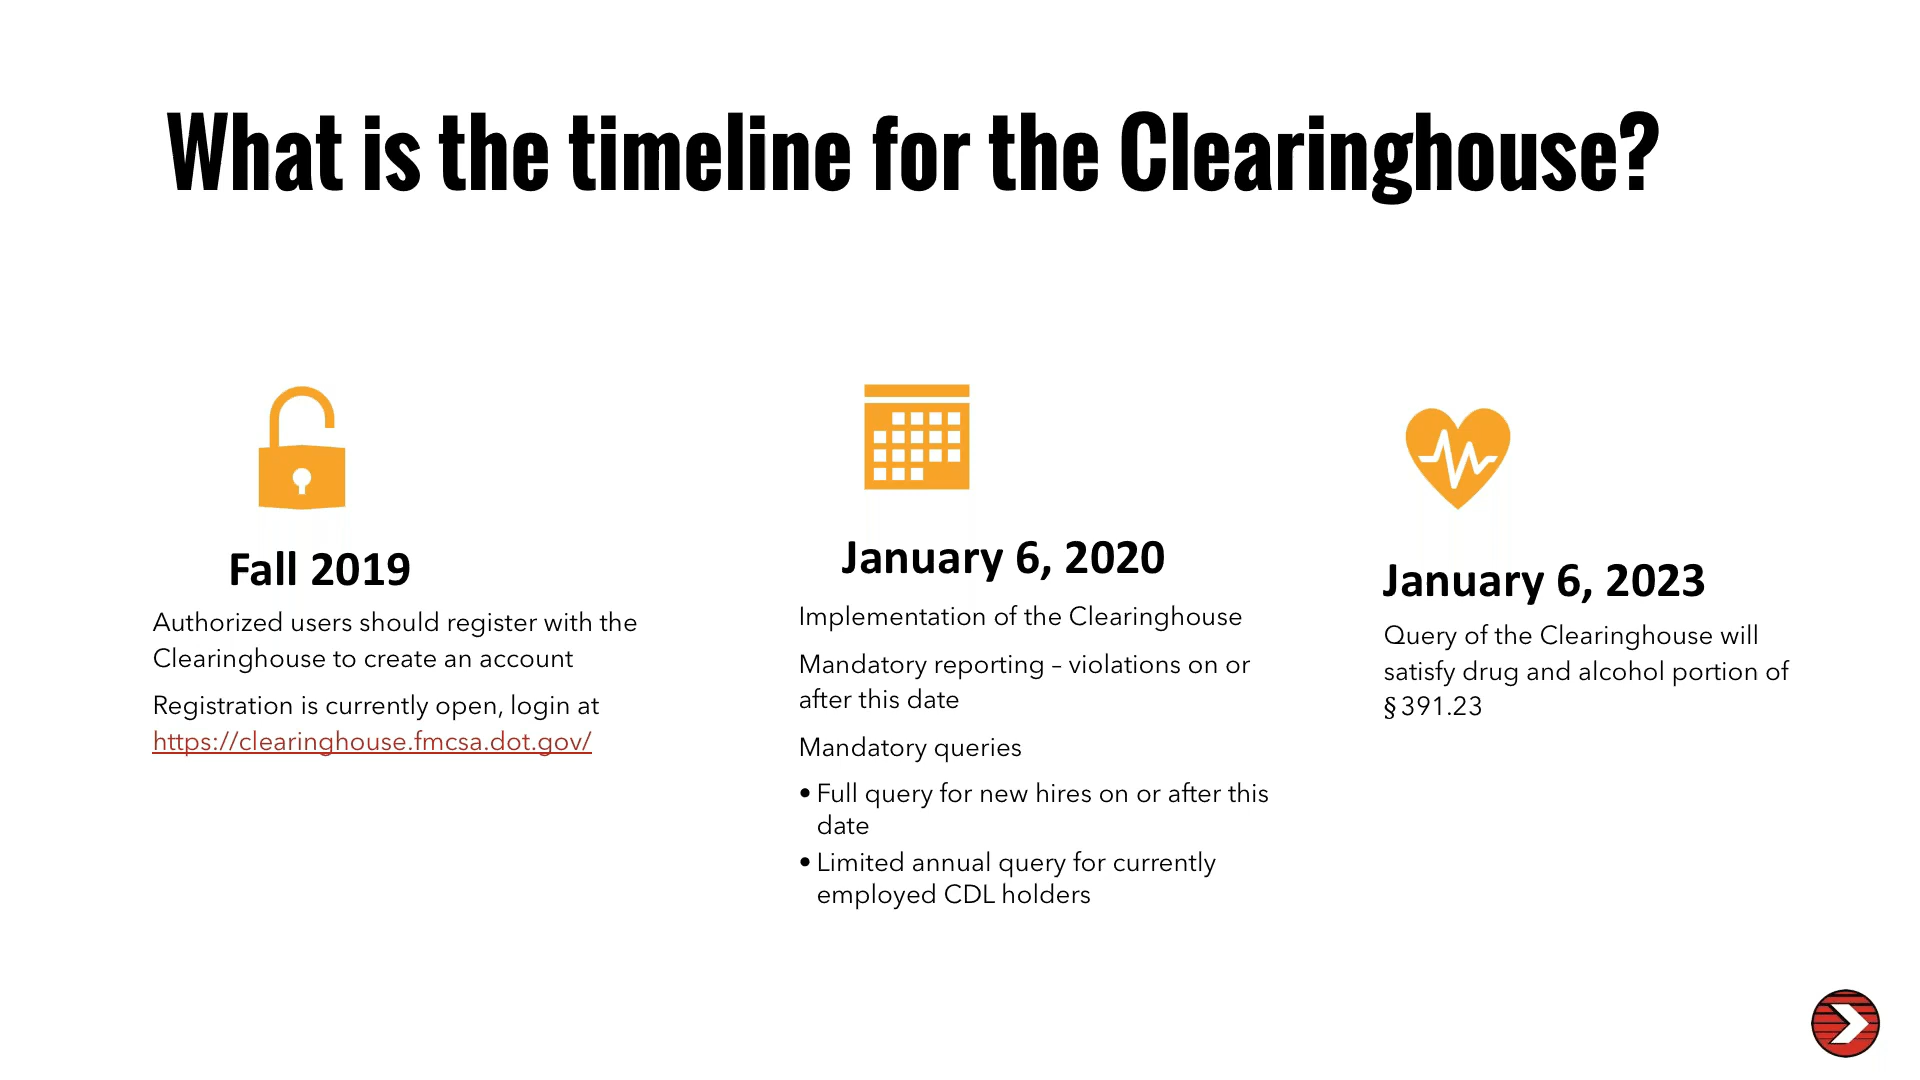 What is the timeline for the Clearinghouse?
Fall 2019
Authorized users should register with the
Clearinghouse to create an account
Registration is currently open, login at
https://clearinghouse.fmcsa.dot.gov/
January 6, 2020
Implementation of the Clearinghouse
Mandatory reporting – violations on or
after this date
Mandatory queries
• Full query for new hires on or after this
date
• Limited annual query for currently
employed CDL holders
January 6, 2023
Query of the Clearinghouse will
satisfy drug and alcohol portion of
§ 391.23